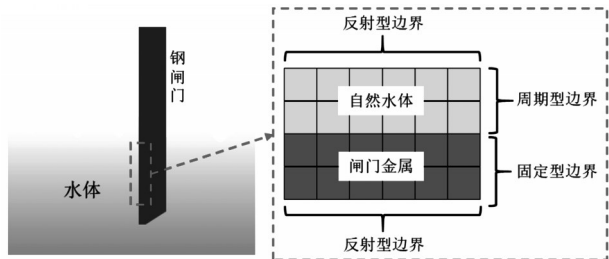 钢闸门
水体
反射型边界
自然水体
周期型边界
闸门金属
固定型边界
反射型边界